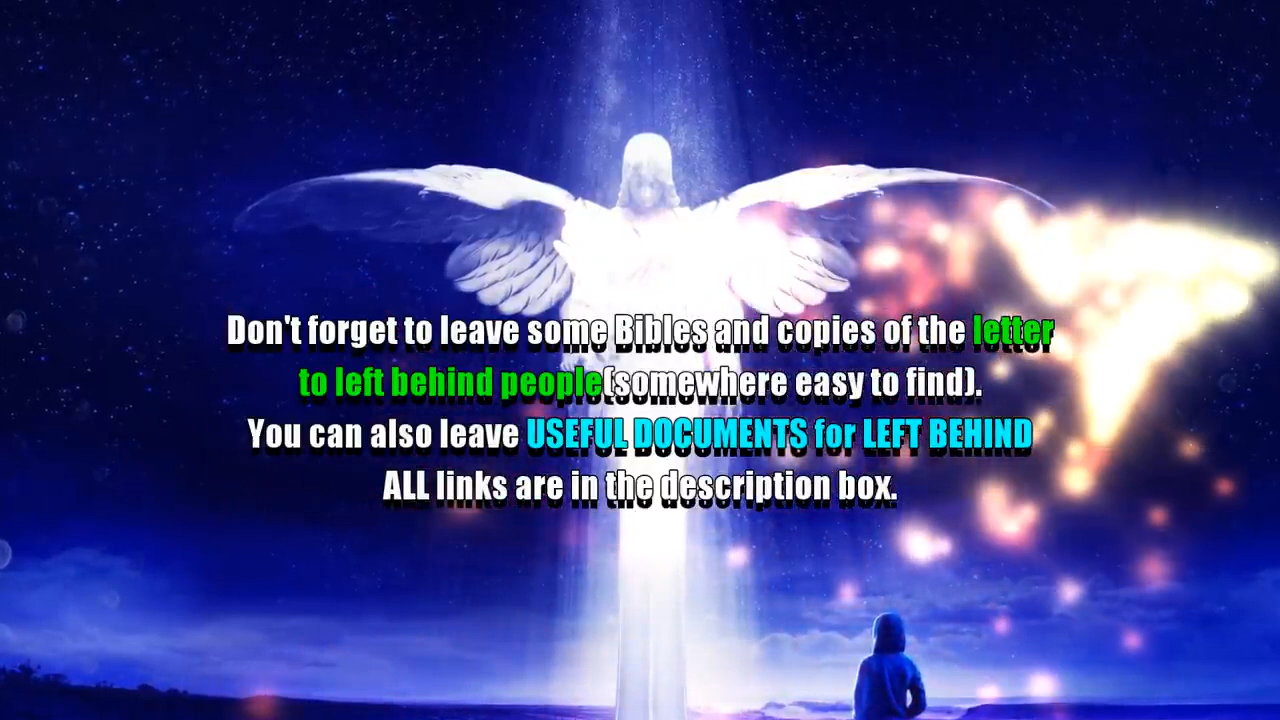 Don't forget to leave some Bibles and copies of the letter
to left behind people(somewhere easy to find).
You can also leave USEFUL DOCUMENTS for LEFT BEHIND
ALL links are in the description box.